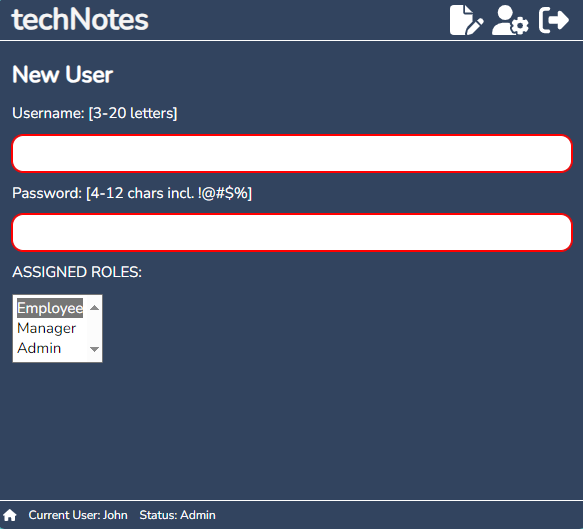 techNotes
New User
Username: [3-20 letters]
Password: [4-12 chars incl. !@#$%]
ASSIGNED ROLES:
Employee
Manager
Admin
Current User: John Status: Admin